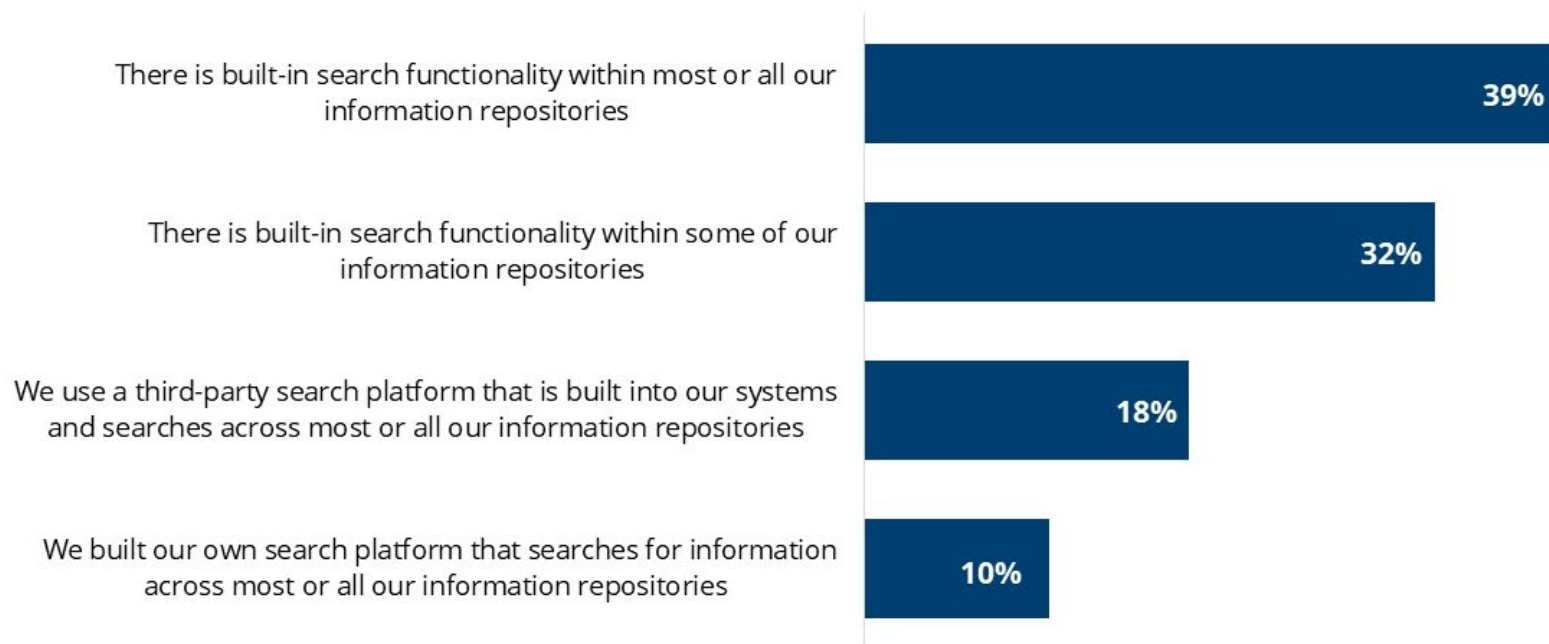 There is built-in search functionality within most or all our
information repositories
39%
There is built-in search functionality within some of our
information repositories
32%
We use a third-party search platform that is built into our systems
and searches across most or all our information repositories
18%
We built our own search platform that searches for information
across most or all our information repositories
10%